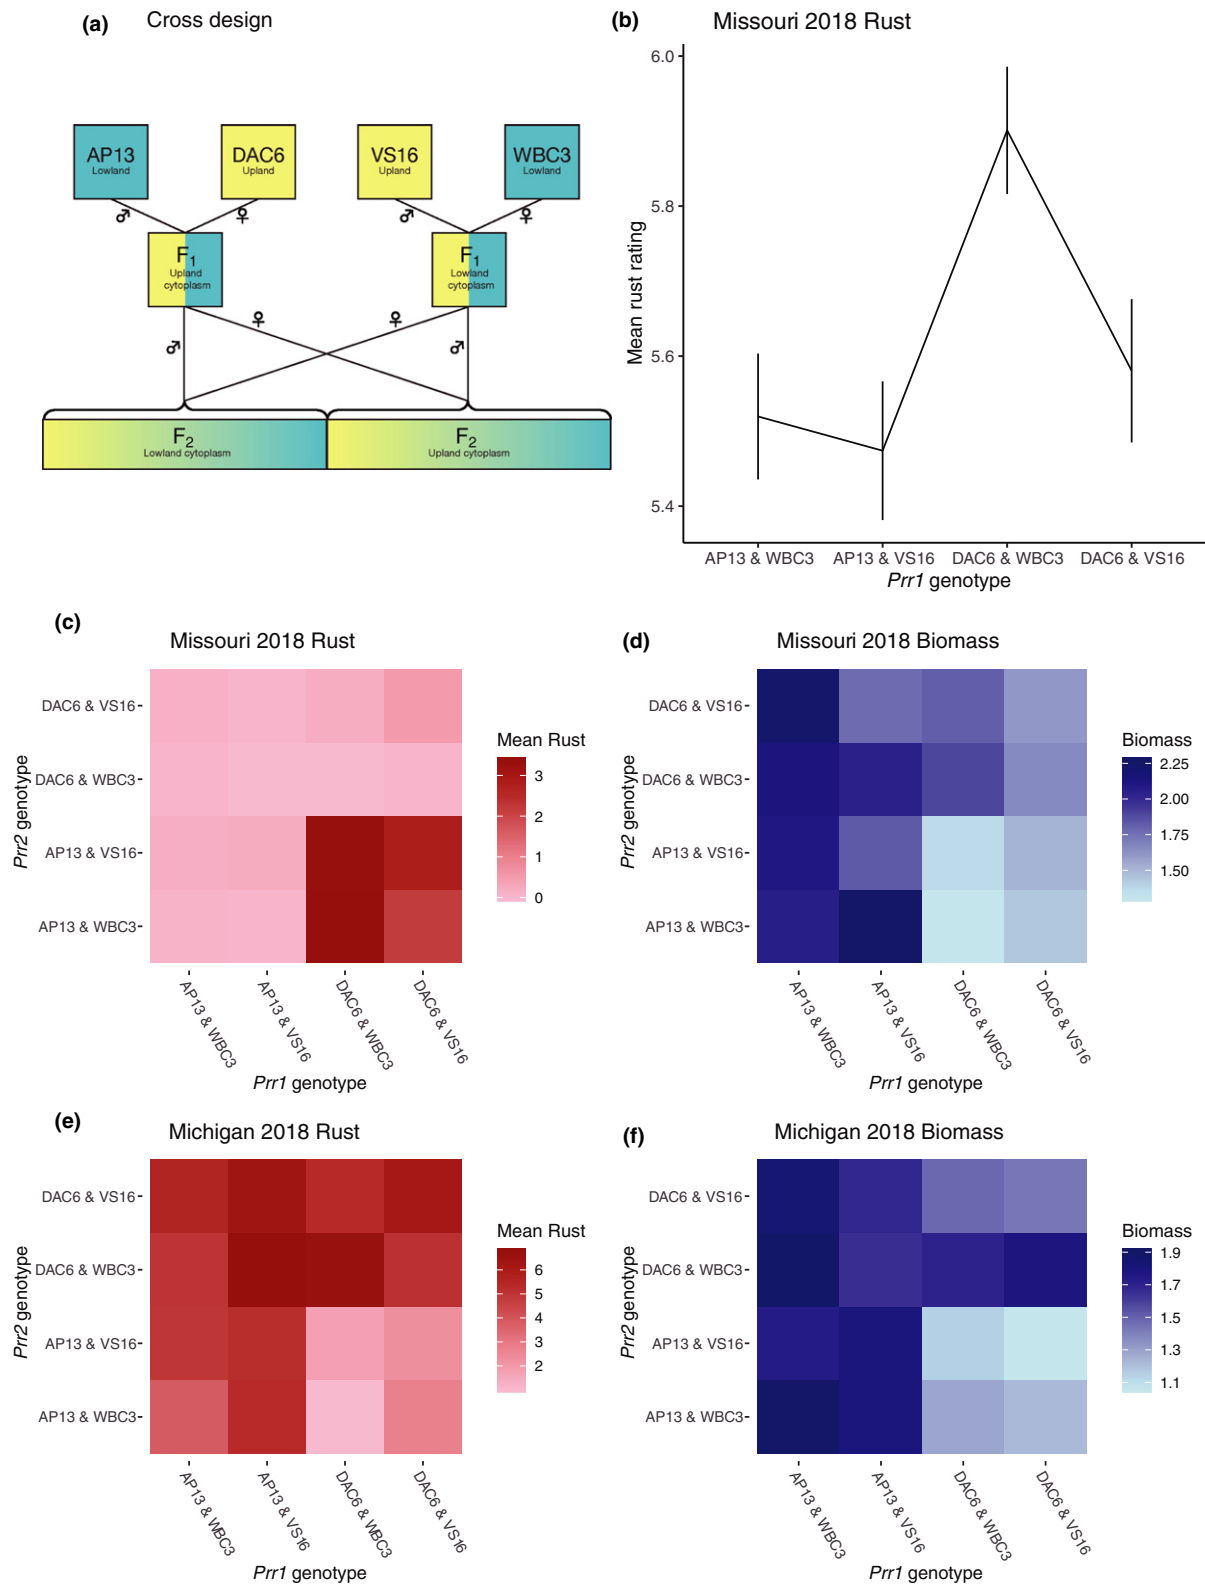 (a) Cross design
AP13
Lowland
DAC6
Upland
VS16
Upland
WBC3
Lowland
♂ ♀ ♂ ♀
F1
Upland
cytoplasm
F1
Lowland
cytoplasm
♀ ♀
♂ ♂
F2
Lowland cytoplasm
F2
Upland cytoplasm
(b) Missouri 2018 Rust
Mean rust rating
6.0
5.8
5.6
5.4
AP13 & WBC3 AP13 & VS16 DAC6 & WBC3 DAC6 & VS16
Prr1 genotype
(c) Missouri 2018 Rust
Prr2 genotype
DAC6 & VS16
DAC6 & WBC3
AP13 & VS16
AP13 & WBC3
AP13 & WBC3
AP13 & VS16
DAC6 & WBC3
DAC6 & VS16
Prr1 genotype
Mean Rust
3
2
1
0
(d) Missouri 2018 Biomass
Prr2 genotype
DAC6 & VS16
DAC6 & WBC3
AP13 & VS16
AP13 & WBC3
AP13 & WBC3
AP13 & VS16
DAC6 & WBC3
DAC6 & VS16
Prr1 genotype
Biomass
2.25
2.00
1.75
1.50
(e) Michigan 2018 Rust
Prr2 genotype
DAC6 & VS16
DAC6 & WBC3
AP13 & VS16
AP13 & WBC3
AP13 & WBC3
AP13 & VS16
DAC6 & WBC3
DAC6 & VS16
Prr1 genotype
Mean Rust
6
5
4
3
2
(f) Michigan 2018 Biomass
Prr2 genotype
DAC6 & VS16
DAC6 & WBC3
AP13 & VS16
AP13 & WBC3
AP13 & WBC3
AP13 & VS16
DAC6 & WBC3
DAC6 & VS16
Prr1 genotype
Biomass
1.9
1.7
1.5
1.3
1.1